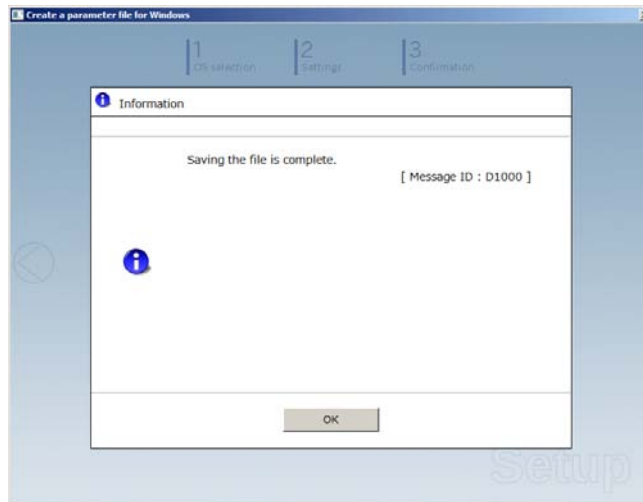 Create a parameter file for Windows
1
OS selection
2
Settings
3
Confirmation
Information
Saving the file is complete.
[ Message ID : D1000 ]
OK
Setup